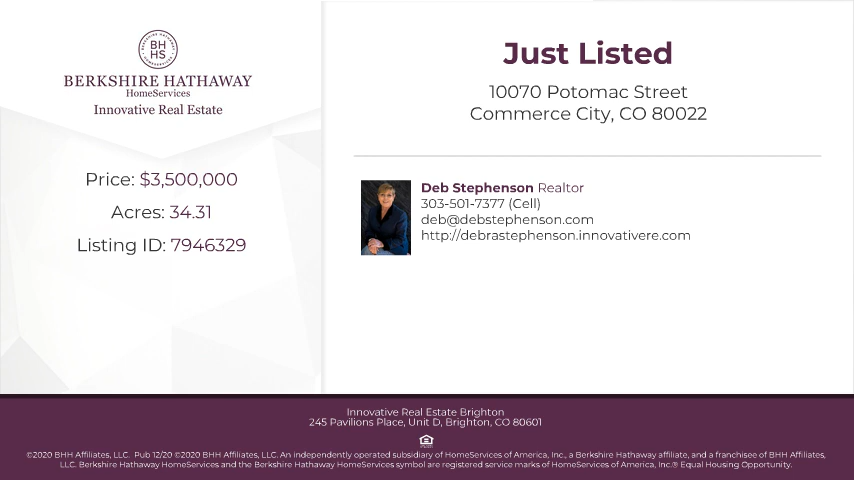 BH
HS
BERKSHIRE HATHAWAY
HomeServices
Innovative Real Estate
Price: $3,500,000
Acres: 34.31
Listing ID: 7946329
Just Listed
10070 Potomac Street
Commerce City, CO 80022
Deb Stephenson Realtor
303-501-7377 (Cell)
deb@debstephenson.com
http://debrastephenson.innovativere.com
Innovative Real Estate Brighton
245 Pavilions Place, Unit D, Brighton, CO 80601
©2020 BHH Affiliates, LLC. Pub 12/20 ©2020 BHH Affiliates, LLC. An independently operated subsidiary of HomeServices of America, Inc., a Berkshire Hathaway affiliate, and a franchisee of BHH Affiliates,
LLC. Berkshire Hathaway HomeServices and the Berkshire Hathaway HomeServices symbol are registered service marks of HomeServices of America, Inc.® Equal Housing Opportunity.